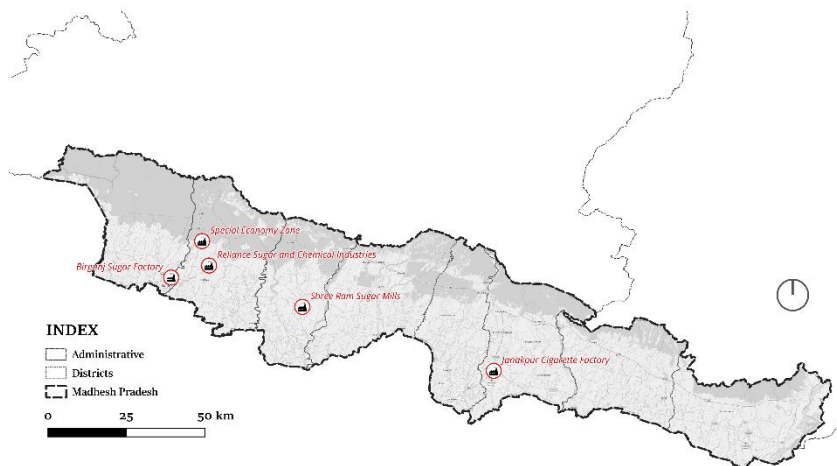 Special Economy Zone
Reliance Sugar and Chemical Industries
Birganj Sugar Factory
Shree Ram Sugar Mills
Janakpur Cigalette Factory
INDEX
Administrative
Districts
Madhesh Pradesh
0 25 50 km